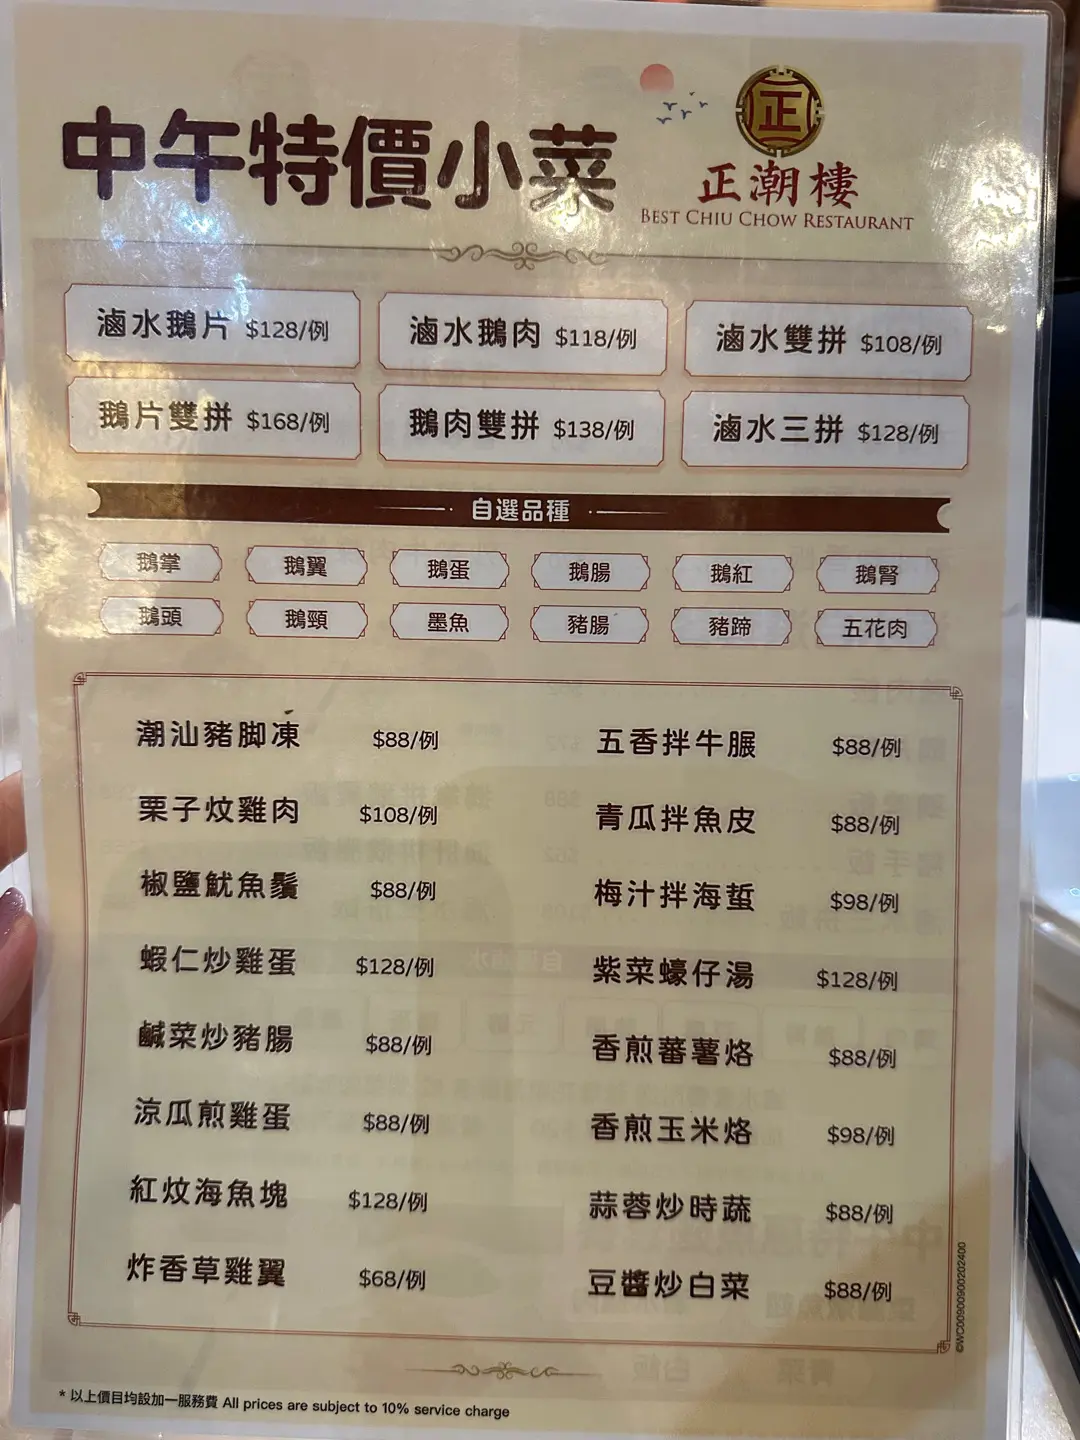 中午特價小菜
正
正潮樓
BEST CHIU CHOW RESTAURANT
滷水鵝片 $128/例
滷水鵝肉 $118/例
滷水雙拼 $108/例
鵝片雙拼 $168/例
鵝肉雙拼 $138/例
滷水三拼 $128/例
自選品種
鵝掌
鵝翼
鵝蛋
鵝腸
鵝紅
鵝腎
鵝頭
鵝頸
墨魚
豬腸
豬蹄
五花肉
潮汕豬脚凍 $88/例
栗子炆雞肉 $108/例
椒鹽魷魚鬚 $88/例
蝦仁炒雞蛋 $128/例
鹹菜炒豬腸 $88/例
涼瓜煎雞蛋 $88/例
紅炆海魚塊 $128/例
炸香草雞翼 $68/例
五香拌牛𦟌 $88/例
青瓜拌魚皮 $88/例
梅汁拌海蜇 $98/例
紫菜蠔仔湯 $128/例
香煎蕃薯烙 $88/例
香煎玉米烙 $98/例
蒜蓉炒時蔬 $88/例
豆醬炒白菜 $88/例
©WC0090090020240​0
* 以上價目均設加一服務費 All prices are subject to 10% service charge